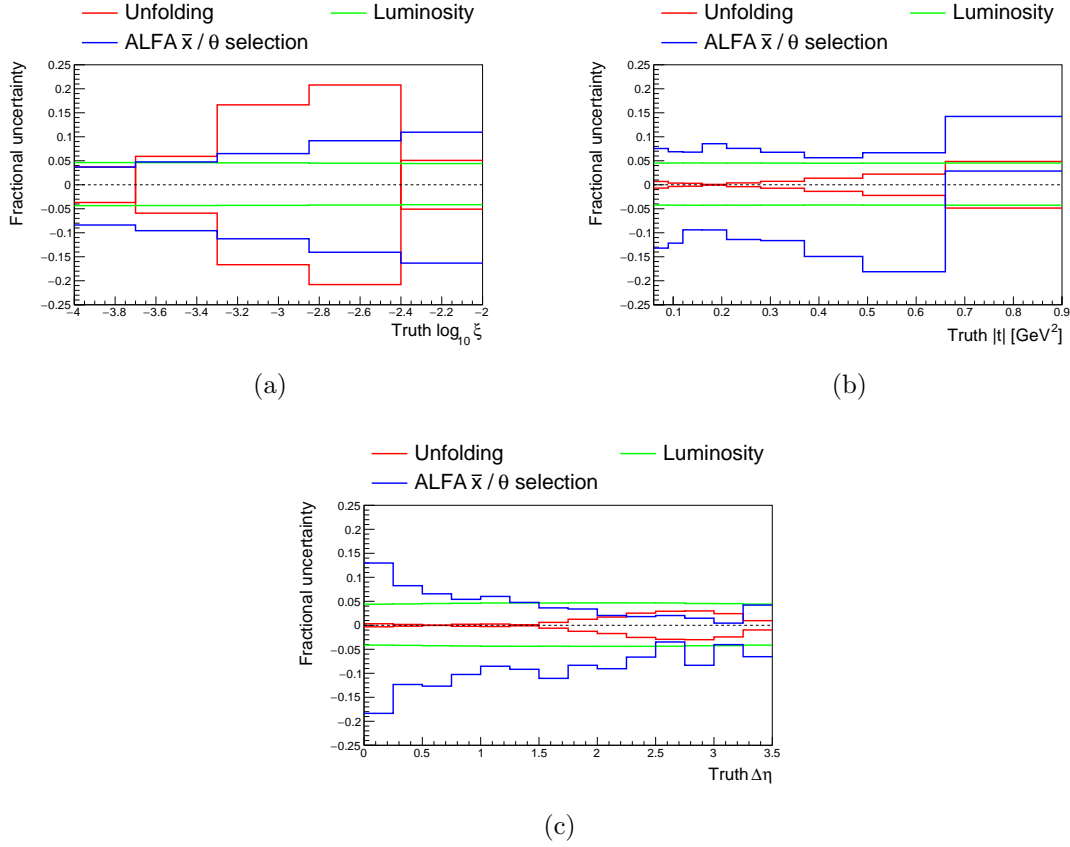 Unfolding
Luminosity
ALFA x̅ / θ selection
Fractional uncertainty
0.25
0.2
0.15
0.1
0.05
0
−0.05
−0.1
−0.15
−0.2
−0.25
−4 −3.8 −3.6 −3.4 −3.2 −3 −2.8 −2.6 −2.4 −2.2 −2
Truth log₁₀ ξ
(a)
Unfolding
Luminosity
ALFA x̅ / θ selection
Fractional uncertainty
0.25
0.2
0.15
0.1
0.05
0
−0.05
−0.1
−0.15
−0.2
−0.25
0.1 0.2 0.3 0.4 0.5 0.6 0.7 0.8 0.9
Truth |t| [GeV²]
(b)
Unfolding
Luminosity
ALFA x̅ / θ selection
Fractional uncertainty
0.25
0.2
0.15
0.1
0.05
0
−0.05
−0.1
−0.15
−0.2
−0.25
0 0.5 1 1.5 2 2.5 3 3.5
Truth Δη
(c)